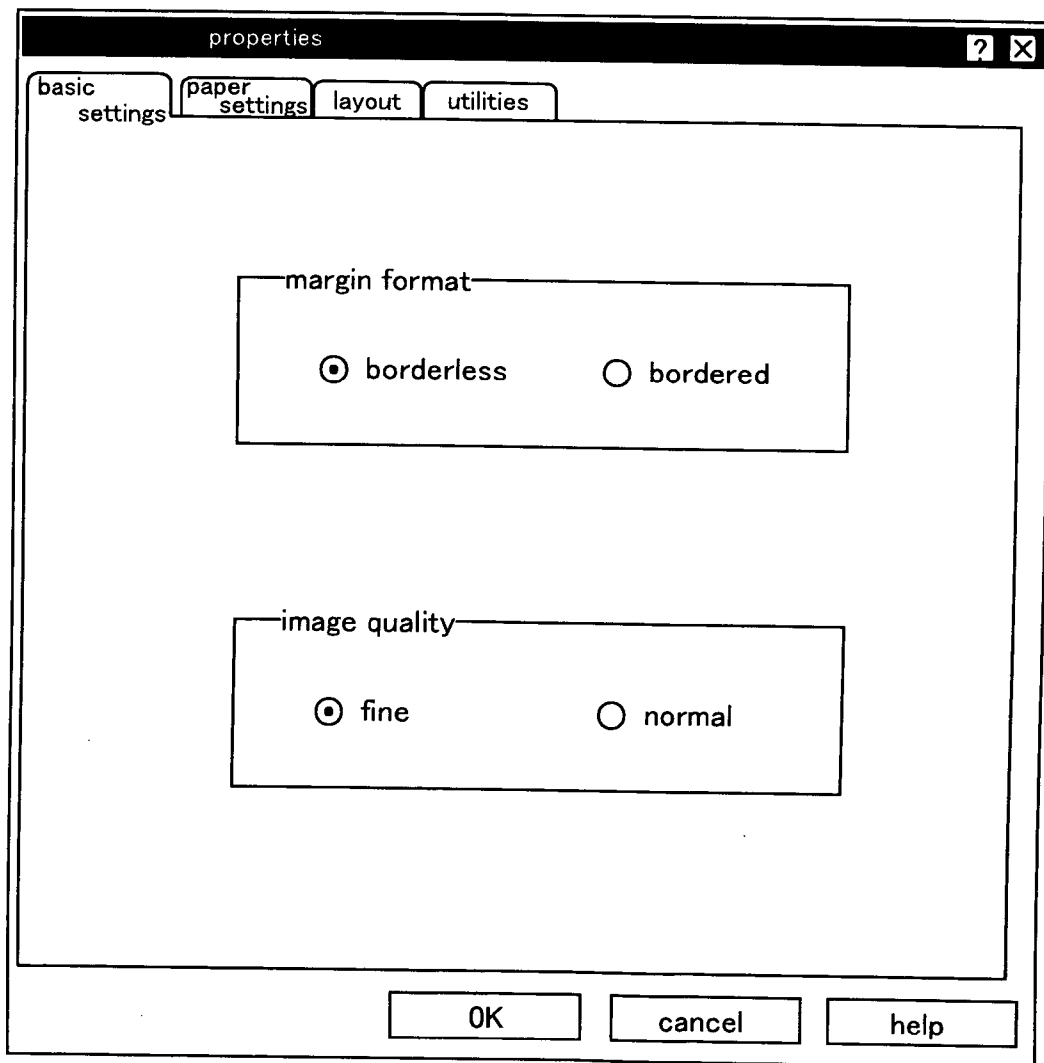 properties
? X
basic settings
paper settings
layout
utilities
margin format
borderless
bordered
image quality
fine
normal
OK
cancel
help